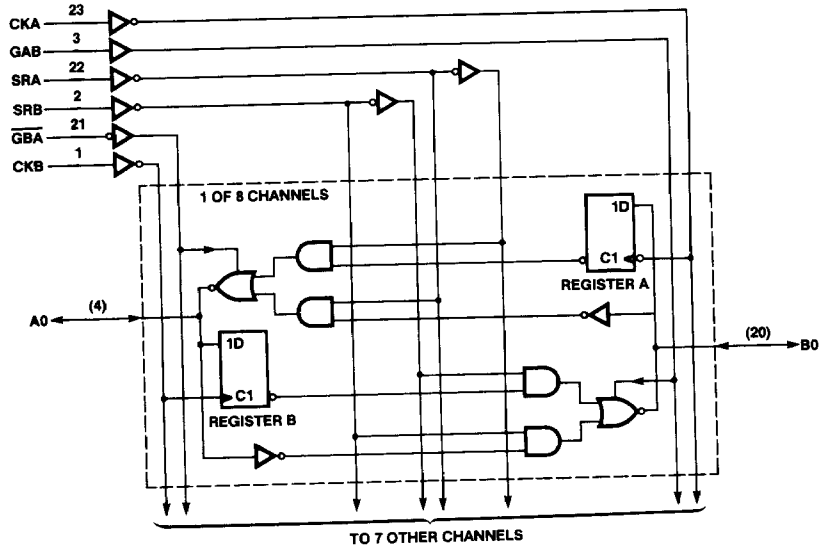 CKA 23
GAB 3
SRA 22
SRB 2
GBA 21
CKB 1
1 OF 8 CHANNELS
1D
C1
REGISTER A
A0 (4)
(20) B0
1D
C1
REGISTER B
TO 7 OTHER CHANNELS